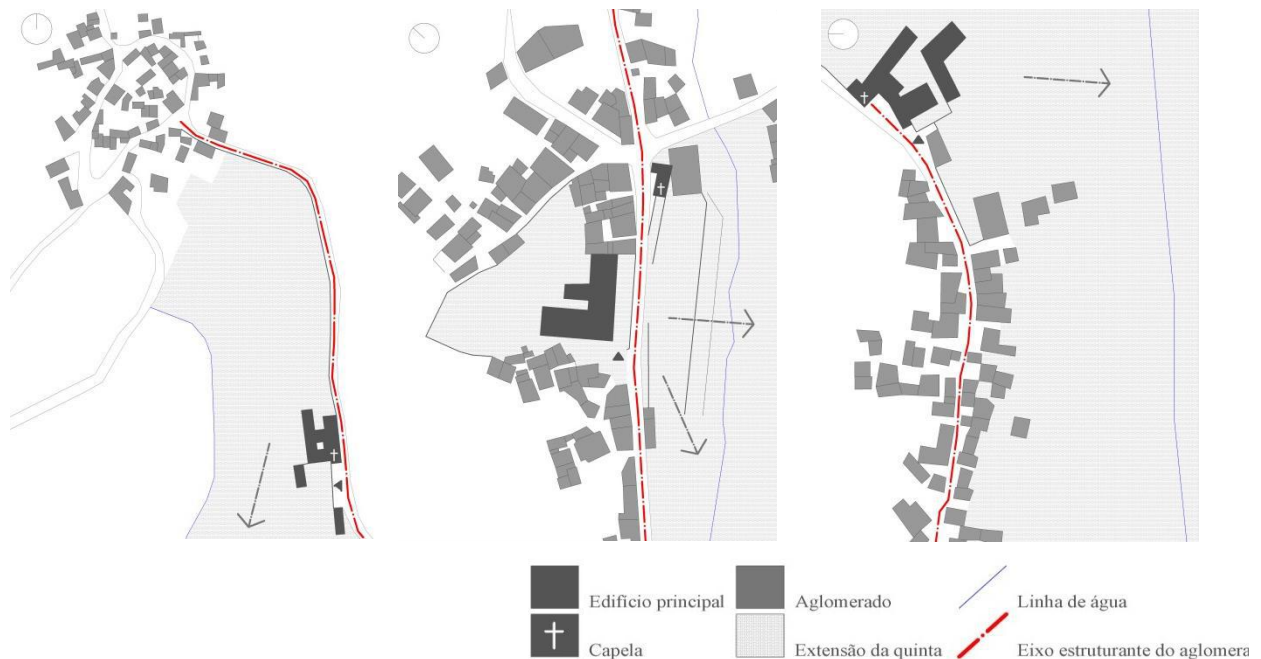 Edifício principal
Aglomerado
Linha de água
Capela
Extensão da quinta
Eixo estruturante do aglomera